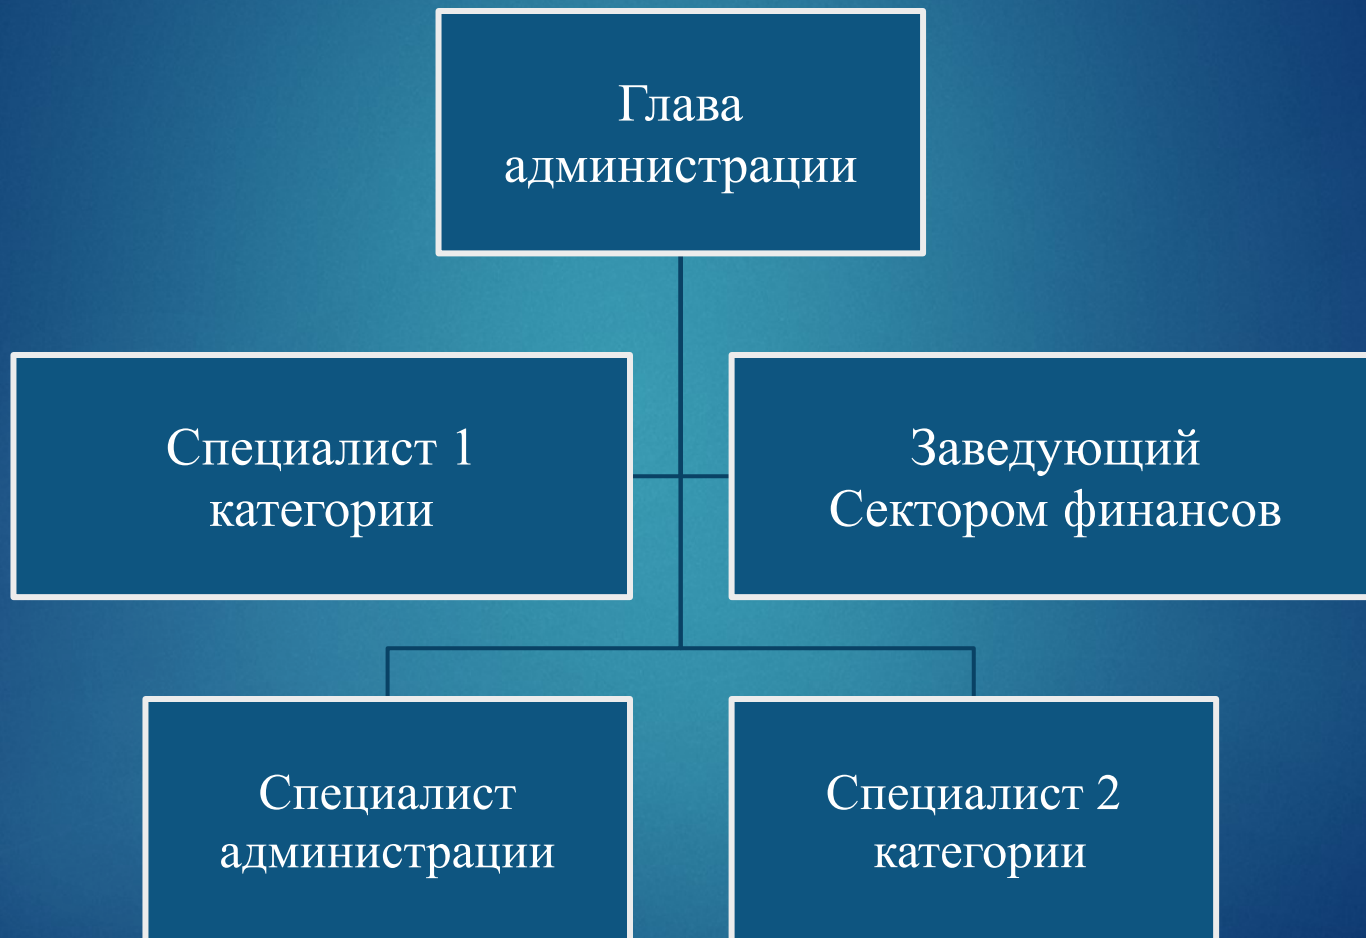 Глава
администрации
Специалист 1
категории
Заведующий
Сектором финансов
Специалист
администрации
Специалист 2
категории